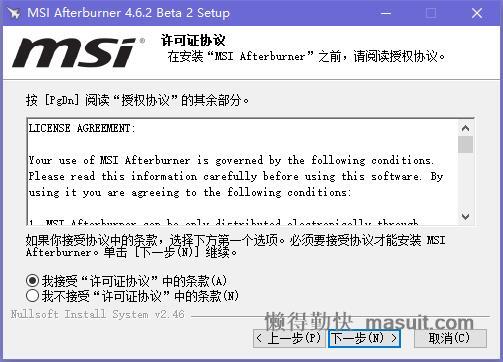 MSI Afterburner 4.6.2 Beta 2 Setup
msi
许可证协议
在安装“MSI Afterburner”之前，请阅读授权协议。
按 [PgDn] 阅读“授权协议”的其余部分。
LICENSE AGREEMENT:
Your use of MSI Afterburner is governed by the following conditions.
Please read this information carefully before using this software. By
using it you are agreeing to the following conditions:
1. MSI Afterburner can be only distributed electronically through
如果你接受协议中的条款，选择下方第一个选项。必须要接受协议才能安装 MSI
Afterburner。单击 [下一步(N)] 继续。
我接受“许可证协议”中的条款(A)
我不接受“许可证协议”中的条款(N)
Nullsoft Install System v2.46
懒得勤快 masuit.com
< 上一步(P) 下一步(N) > 取消(C)